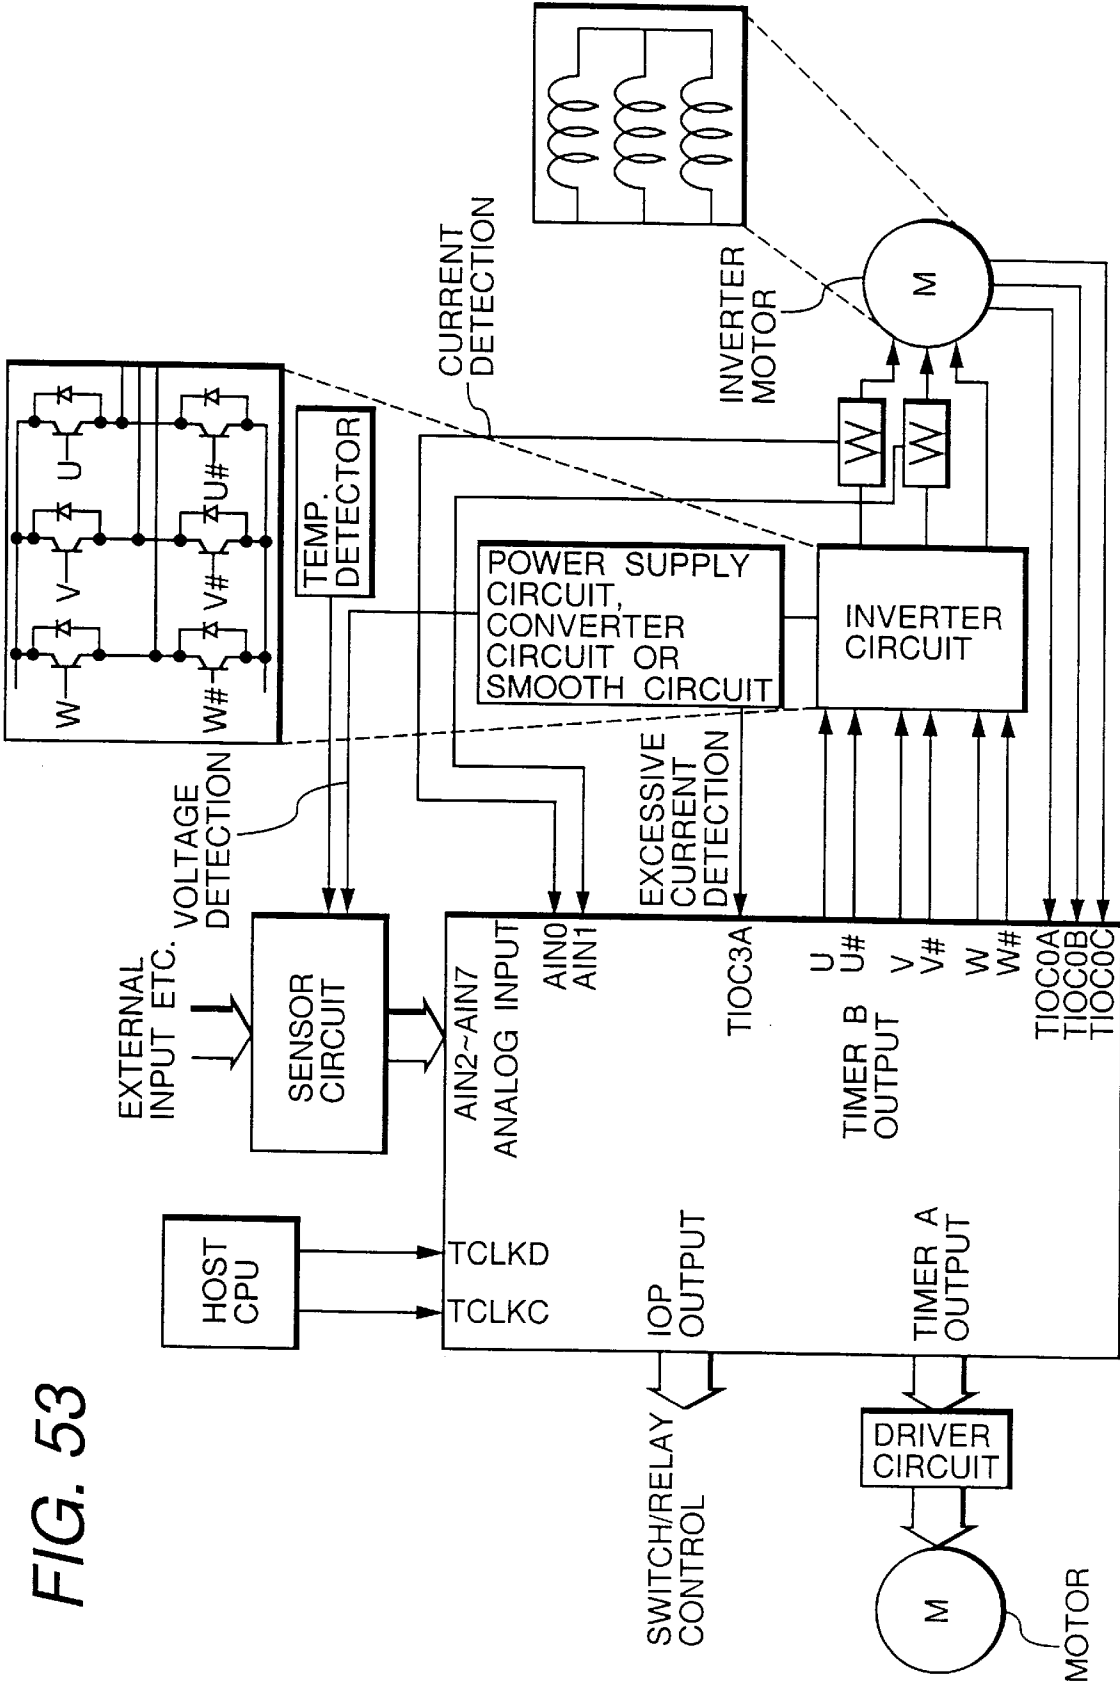 FIG. 53
HOST
CPU
TCLKC
TCLKD
EXTERNAL
INPUT ETC.
SENSOR
CIRCUIT
VOLTAGE
DETECTION
TEMP.
DETECTOR
W
V
U
W#
V#
U#
CURRENT
DETECTION
AIN2~AIN7
ANALOG INPUT
AIN0
AIN1
POWER SUPPLY
CIRCUIT,
CONVERTER
CIRCUIT OR
SMOOTH CIRCUIT
EXCESSIVE
CURRENT
DETECTION
TIOC3A
INVERTER
CIRCUIT
INVERTER
MOTOR
M
IOP
OUTPUT
SWITCH/RELAY
CONTROL
TIMER B
OUTPUT
U
U#
V
V#
W
W#
TIOC0A
TIOC0B
TIOC0C
TIMER A
OUTPUT
DRIVER
CIRCUIT
M
MOTOR